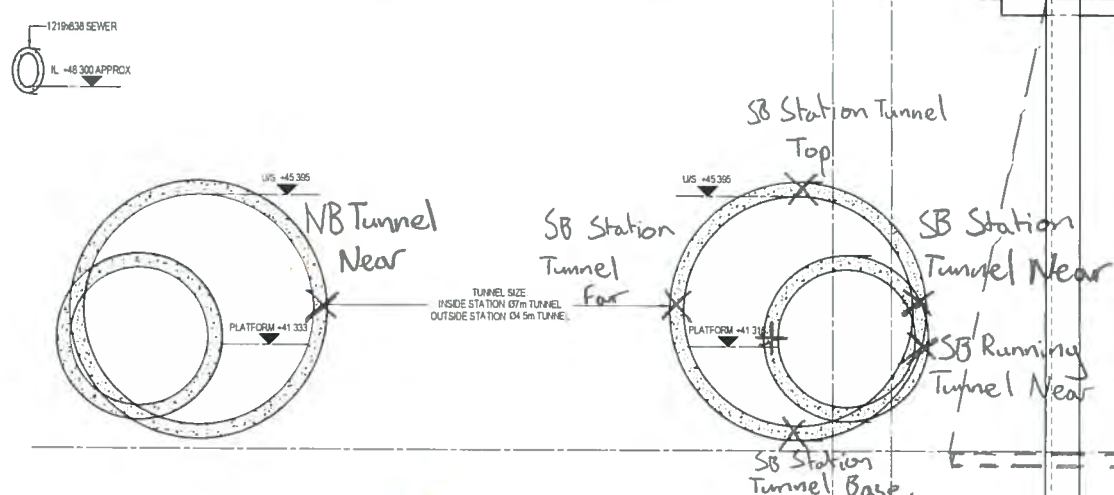 1219x838 SEWER
IL +48.300 APPROX
SB Station Tunnel
Top
U/S +45.395
U/S +45.395
NB Tunnel
Near
SB Station
Tunnel
Far
SB Station
Tunnel Near
TUNNEL SIZE
INSIDE STATION Ø7m TUNNEL
OUTSIDE STATION Ø4.5m TUNNEL
PLATFORM +41.333
PLATFORM +41.315
SB Running
Tunnel Near
SB Station
Tunnel Base.